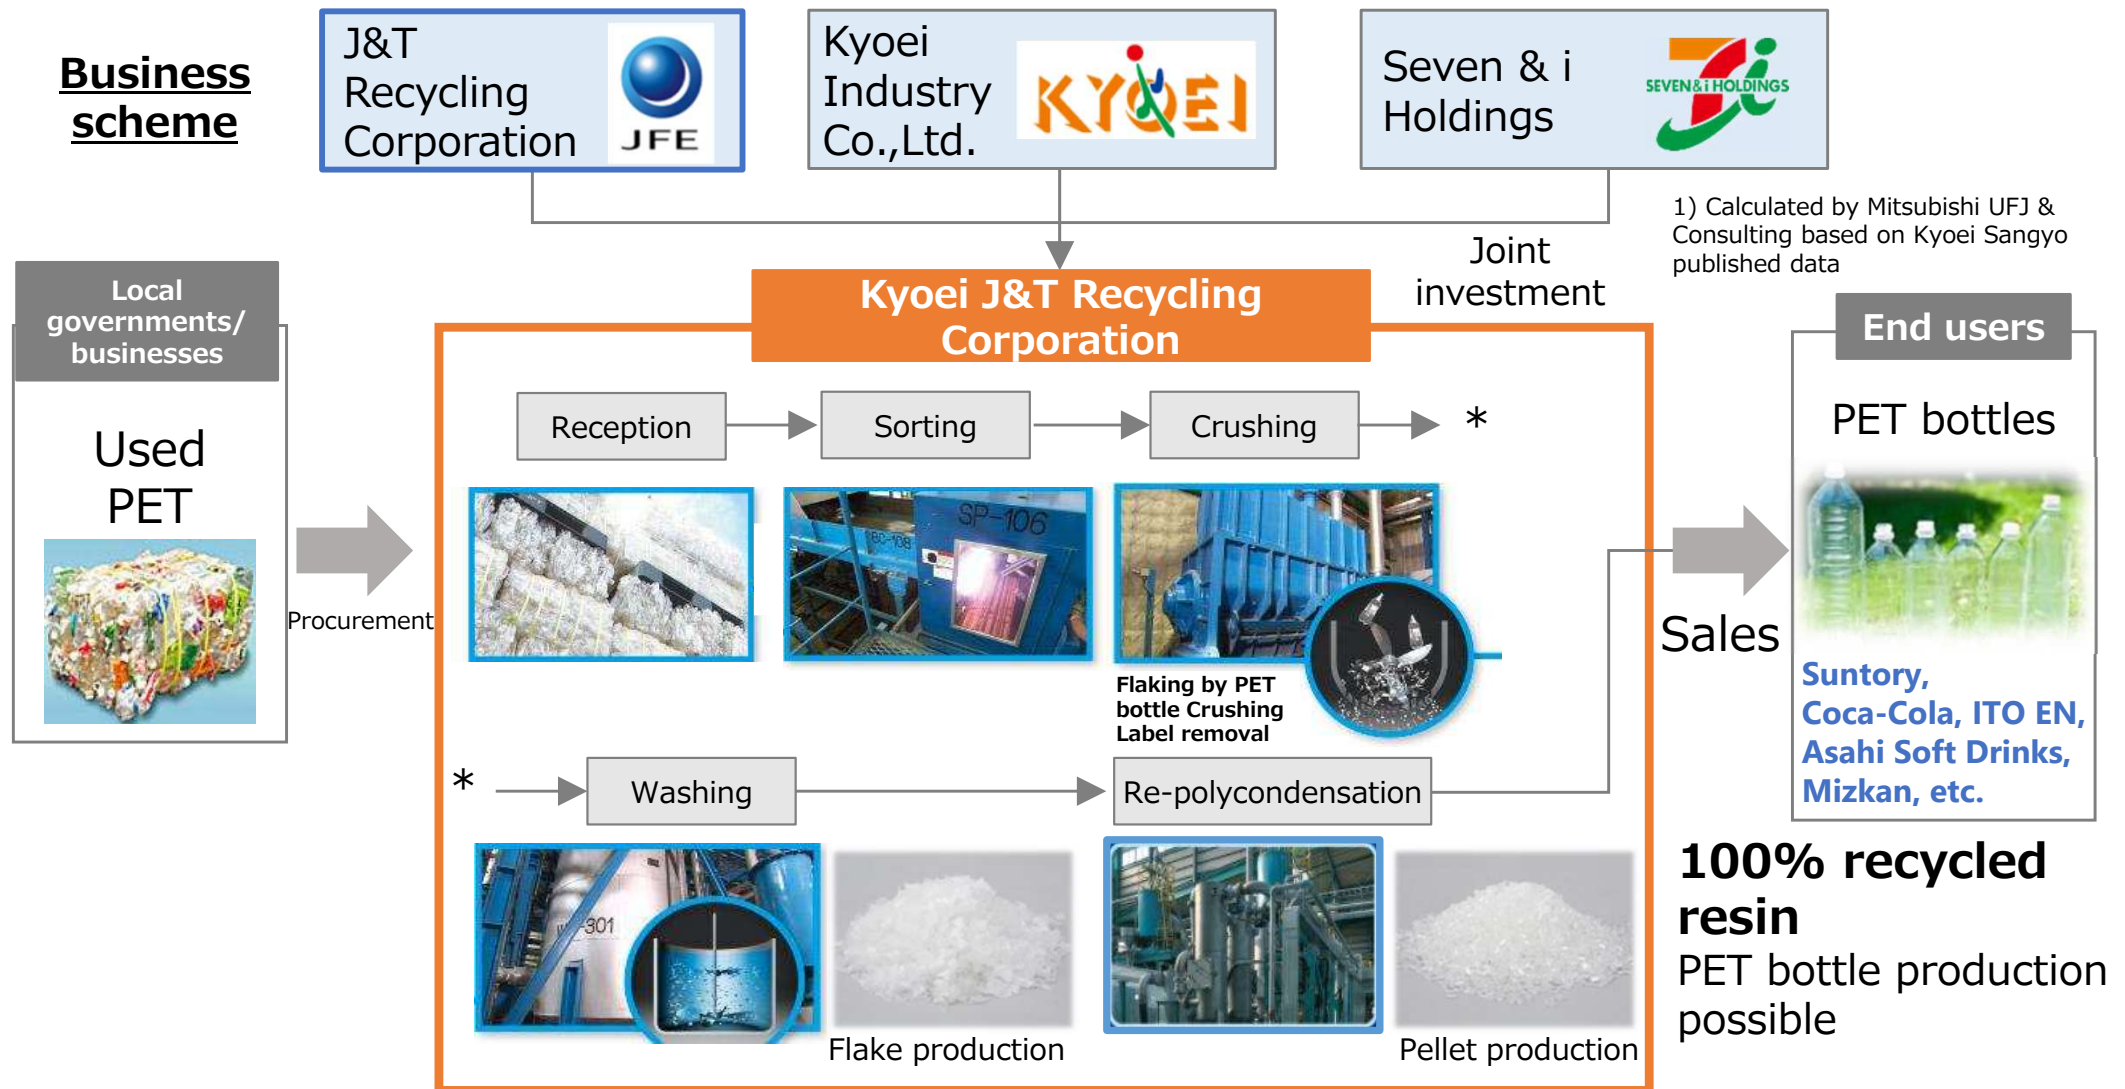 Business
scheme
J&T
Recycling
Corporation
JFE
Kyoei
Industry
Co.,Ltd.
KYOEI
Seven & i
Holdings
SEVEN&i HOLDINGS
1) Calculated by Mitsubishi UFJ &
Consulting based on Kyoei Sangyo
published data
Joint
investment
Local
governments/
businesses
Used
PET
Procurement
Kyoei J&T Recycling
Corporation
Reception
Sorting
Crushing
*
SP-106
BC-108
Flaking by PET
bottle Crushing
Label removal
*
Washing
Re-polycondensation
-301
Flake production
Pellet production
Sales
End users
PET bottles
Suntory,
Coca-Cola, ITO EN,
Asahi Soft Drinks,
Mizkan, etc.
100% recycled
resin
PET bottle production
possible